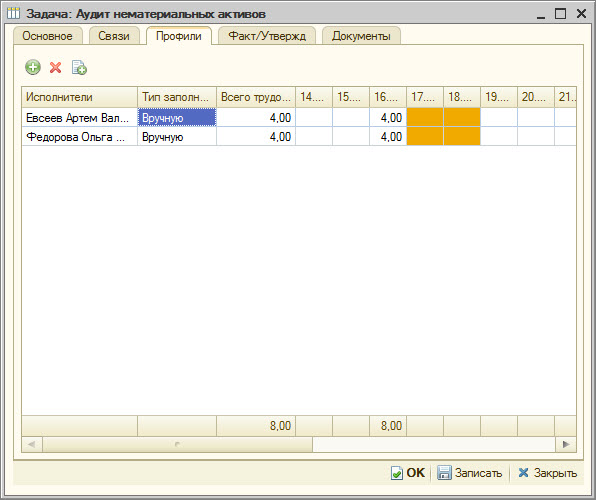 Задача: Аудит нематериальных активов
Основное Связи Профили Факт/Утвержд Документы
Исполнители Тип заполн... Всего трудо... 14.... 15.... 16.... 17.... 18.... 19.... 20.... 21..
Евсеев Артем Вал... Вручную 4,00 4,00
Федорова Ольга ... Вручную 4,00 4,00
8,00 8,00
OK Записать Закрыть